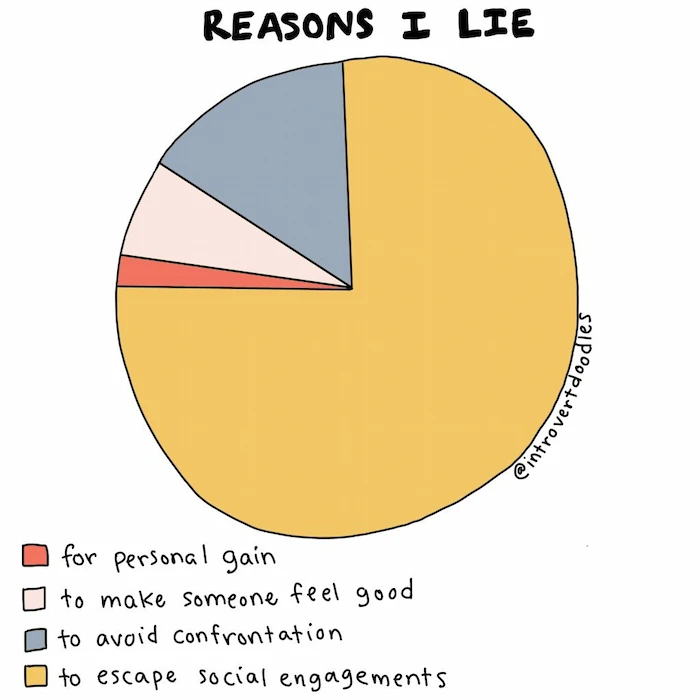 REASONS I LIE
@introvertdoodles
for personal gain
to make someone feel good
to avoid confrontation
to escape social engagements